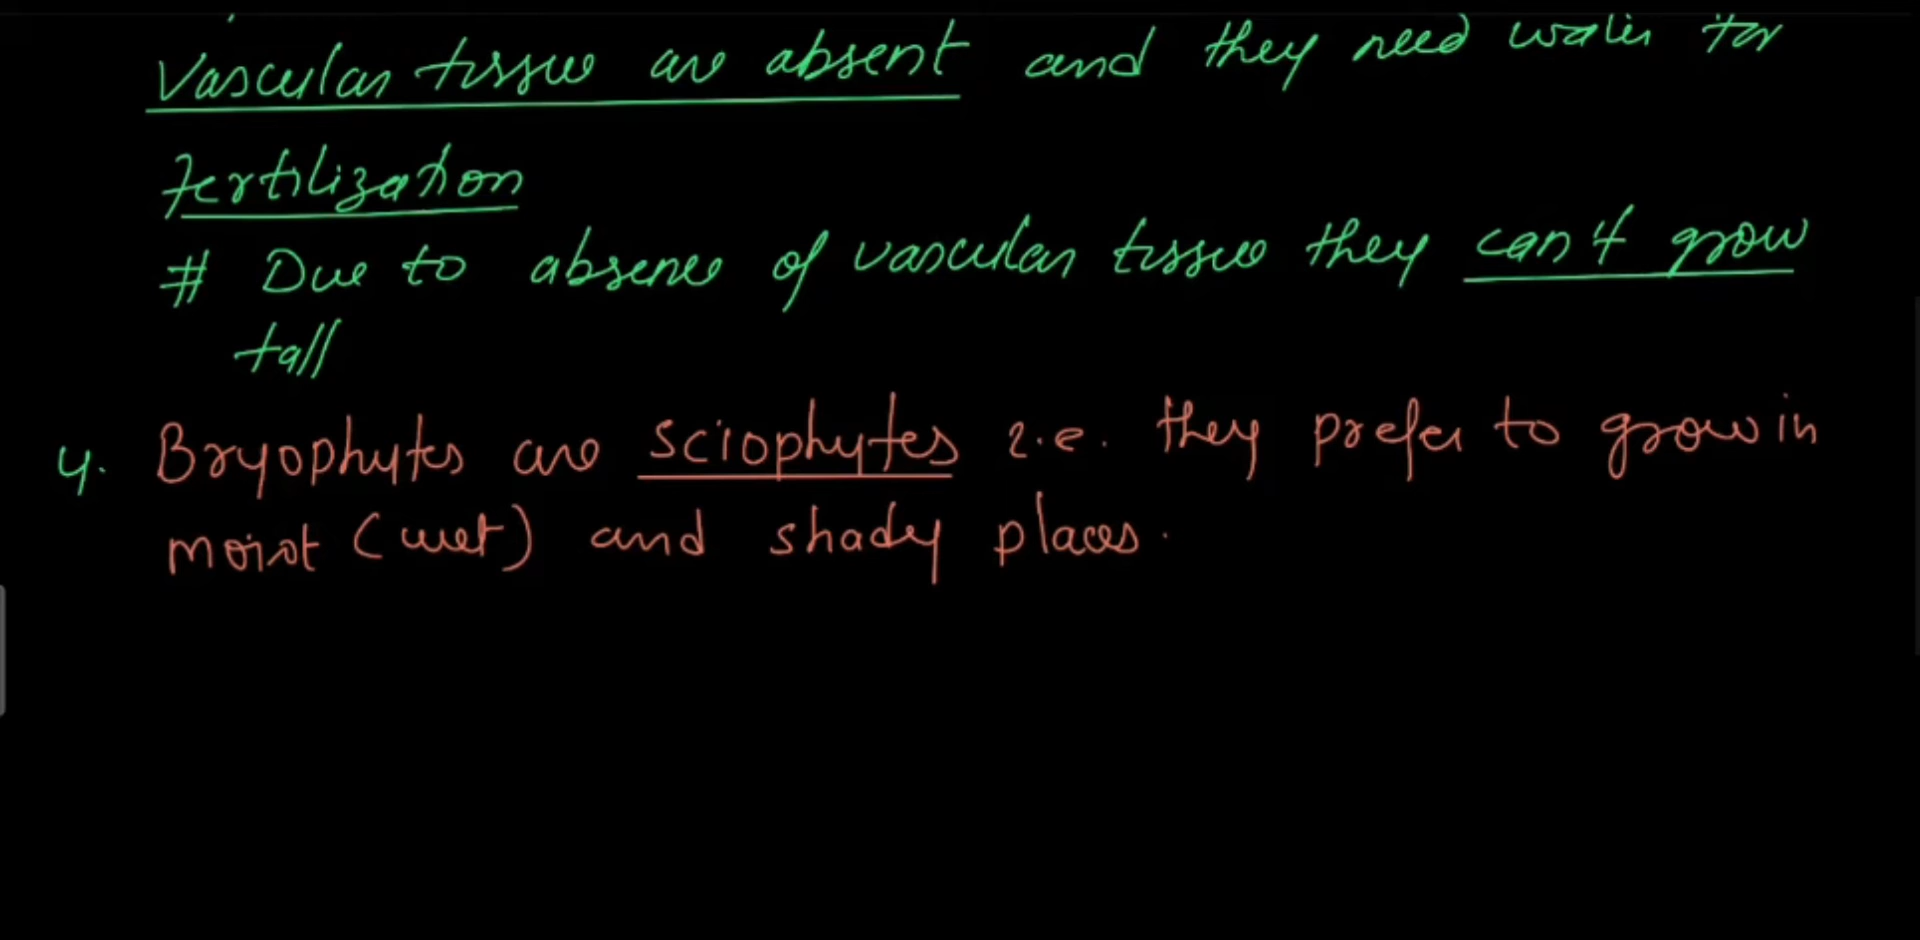 Vascular tissue are absent and they need water for
Fertilization
# Due to absence of vascular tissue they can't grow
tall
4. Bryophytes are sciophytes i.e. they prefer to grow in
moist (wet) and shady places.